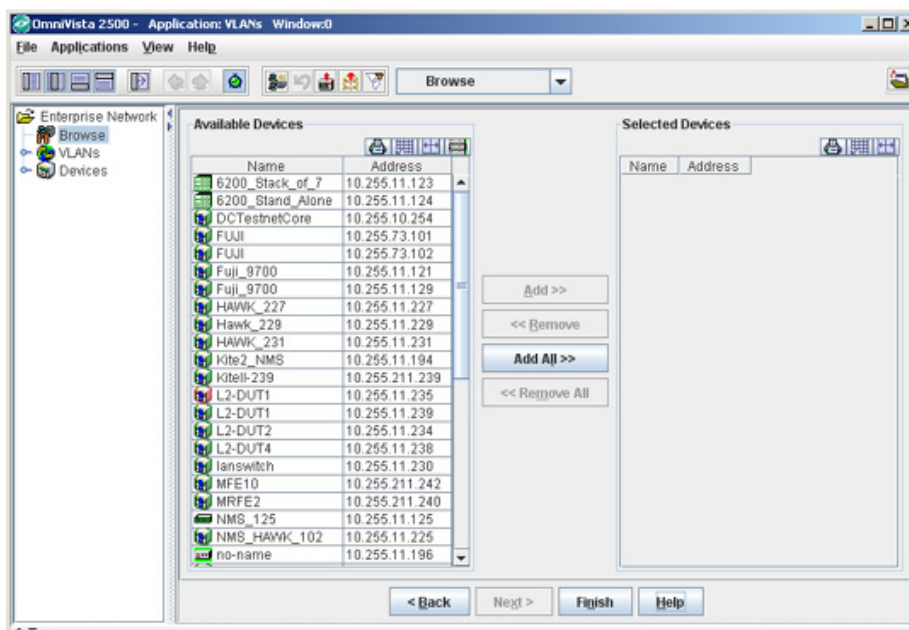 OmniVista 2500 - Application: VLANs Window:0
File Applications View Help
Browse
Enterprise Network
Browse
VLANs
Devices
Available Devices
Name Address
6200_Stack_of_7 10.255.11.123
6200_Stand_Alone 10.255.11.124
DCTestnetCore 10.255.10.254
FUJI 10.255.73.101
FUJI 10.255.73.102
Fuji_9700 10.255.11.121
Fuji_9700 10.255.11.129
HAWK_227 10.255.11.227
Hawk_229 10.255.11.229
HAWK_231 10.255.11.231
Kite2_NMS 10.255.11.194
KiteII-239 10.255.211.239
L2-DUT1 10.255.11.235
L2-DUT1 10.255.11.239
L2-DUT2 10.255.11.234
L2-DUT4 10.255.11.238
lanswitch 10.255.11.230
MFE10 10.255.211.242
MRFE2 10.255.211.240
NMS_125 10.255.11.125
NMS_HAWK_102 10.255.11.225
no-name 10.255.11.196
Add >>
<< Remove
Add All >>
<< Remove All
Selected Devices
Name Address
< Back Next > Finish Help